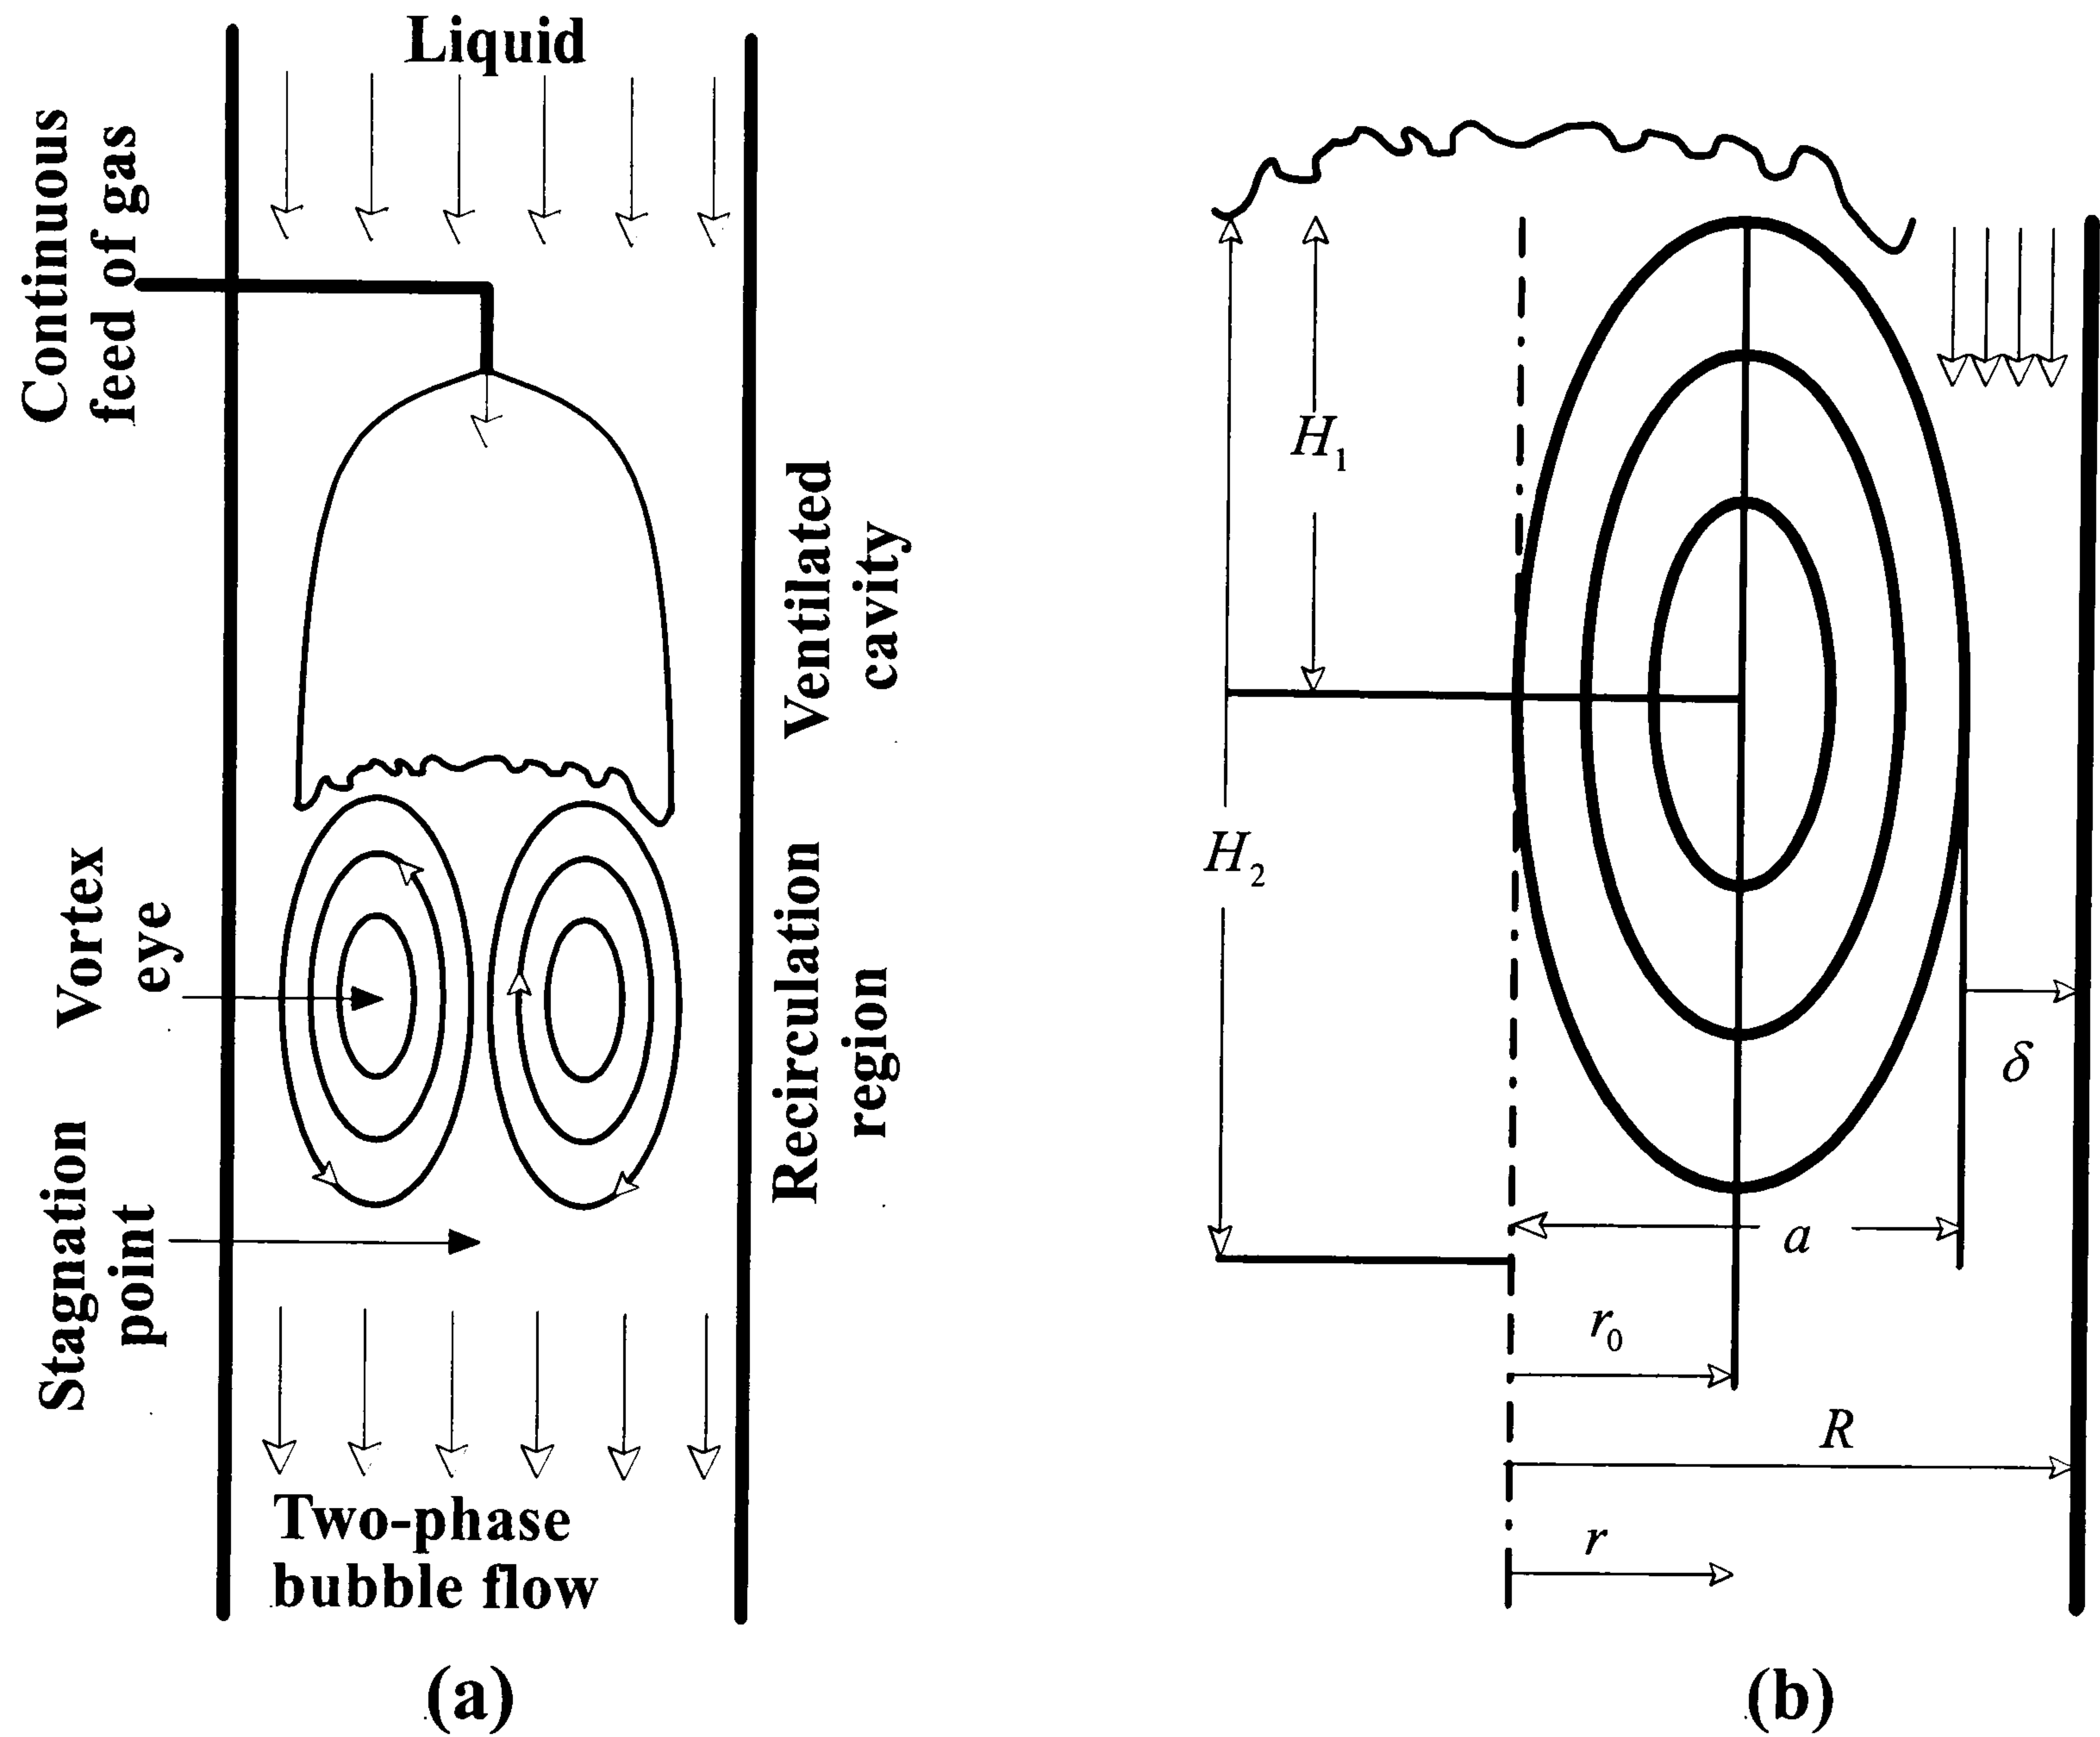 Liquid
Continuous
feed of gas
Ventilated
cavity
Vortex
eye
Recirculation
region
Stagnation
point
Two-phase
bubble flow
(a)
H₁
H₂
δ
a
r₀
R
r
(b)